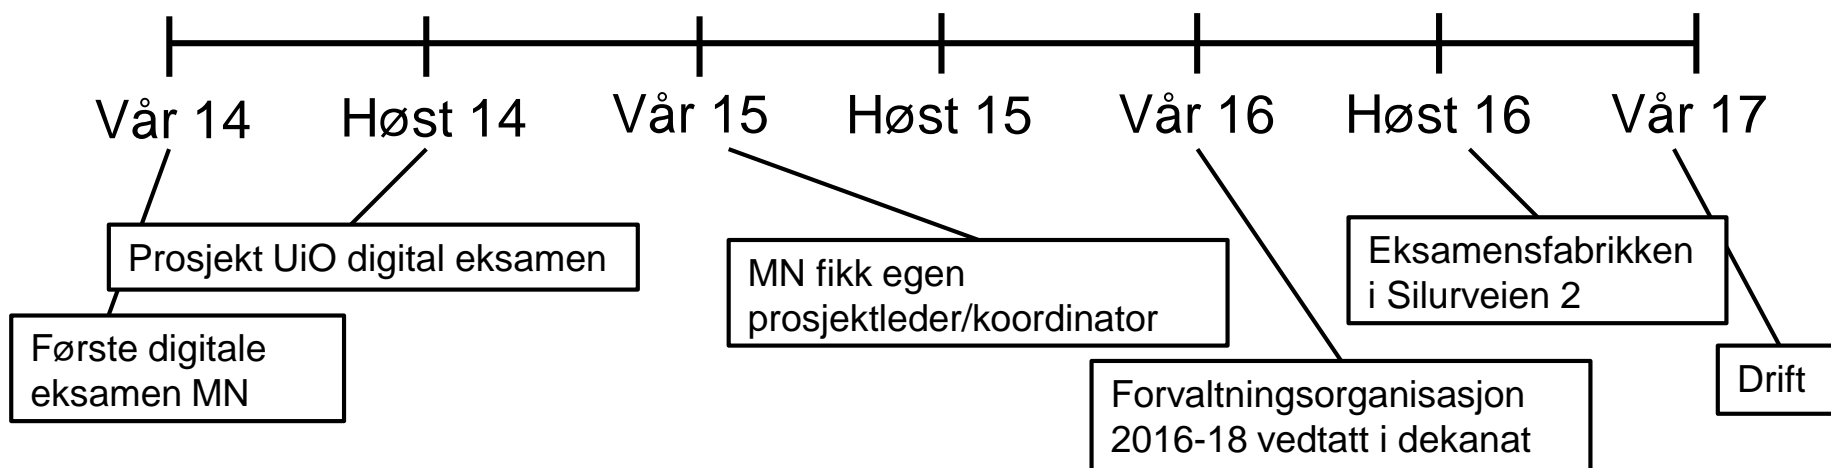 Vår 14
Høst 14
Vår 15
Høst 15
Vår 16
Høst 16
Vår 17
Prosjekt UiO digital eksamen
Første digitale
eksamen MN
MN fikk egen
prosjektleder/koordinator
Forvaltningsorganisasjon
2016-18 vedtatt i dekanat
Eksamensfabrikken
i Silurveien 2
Drift